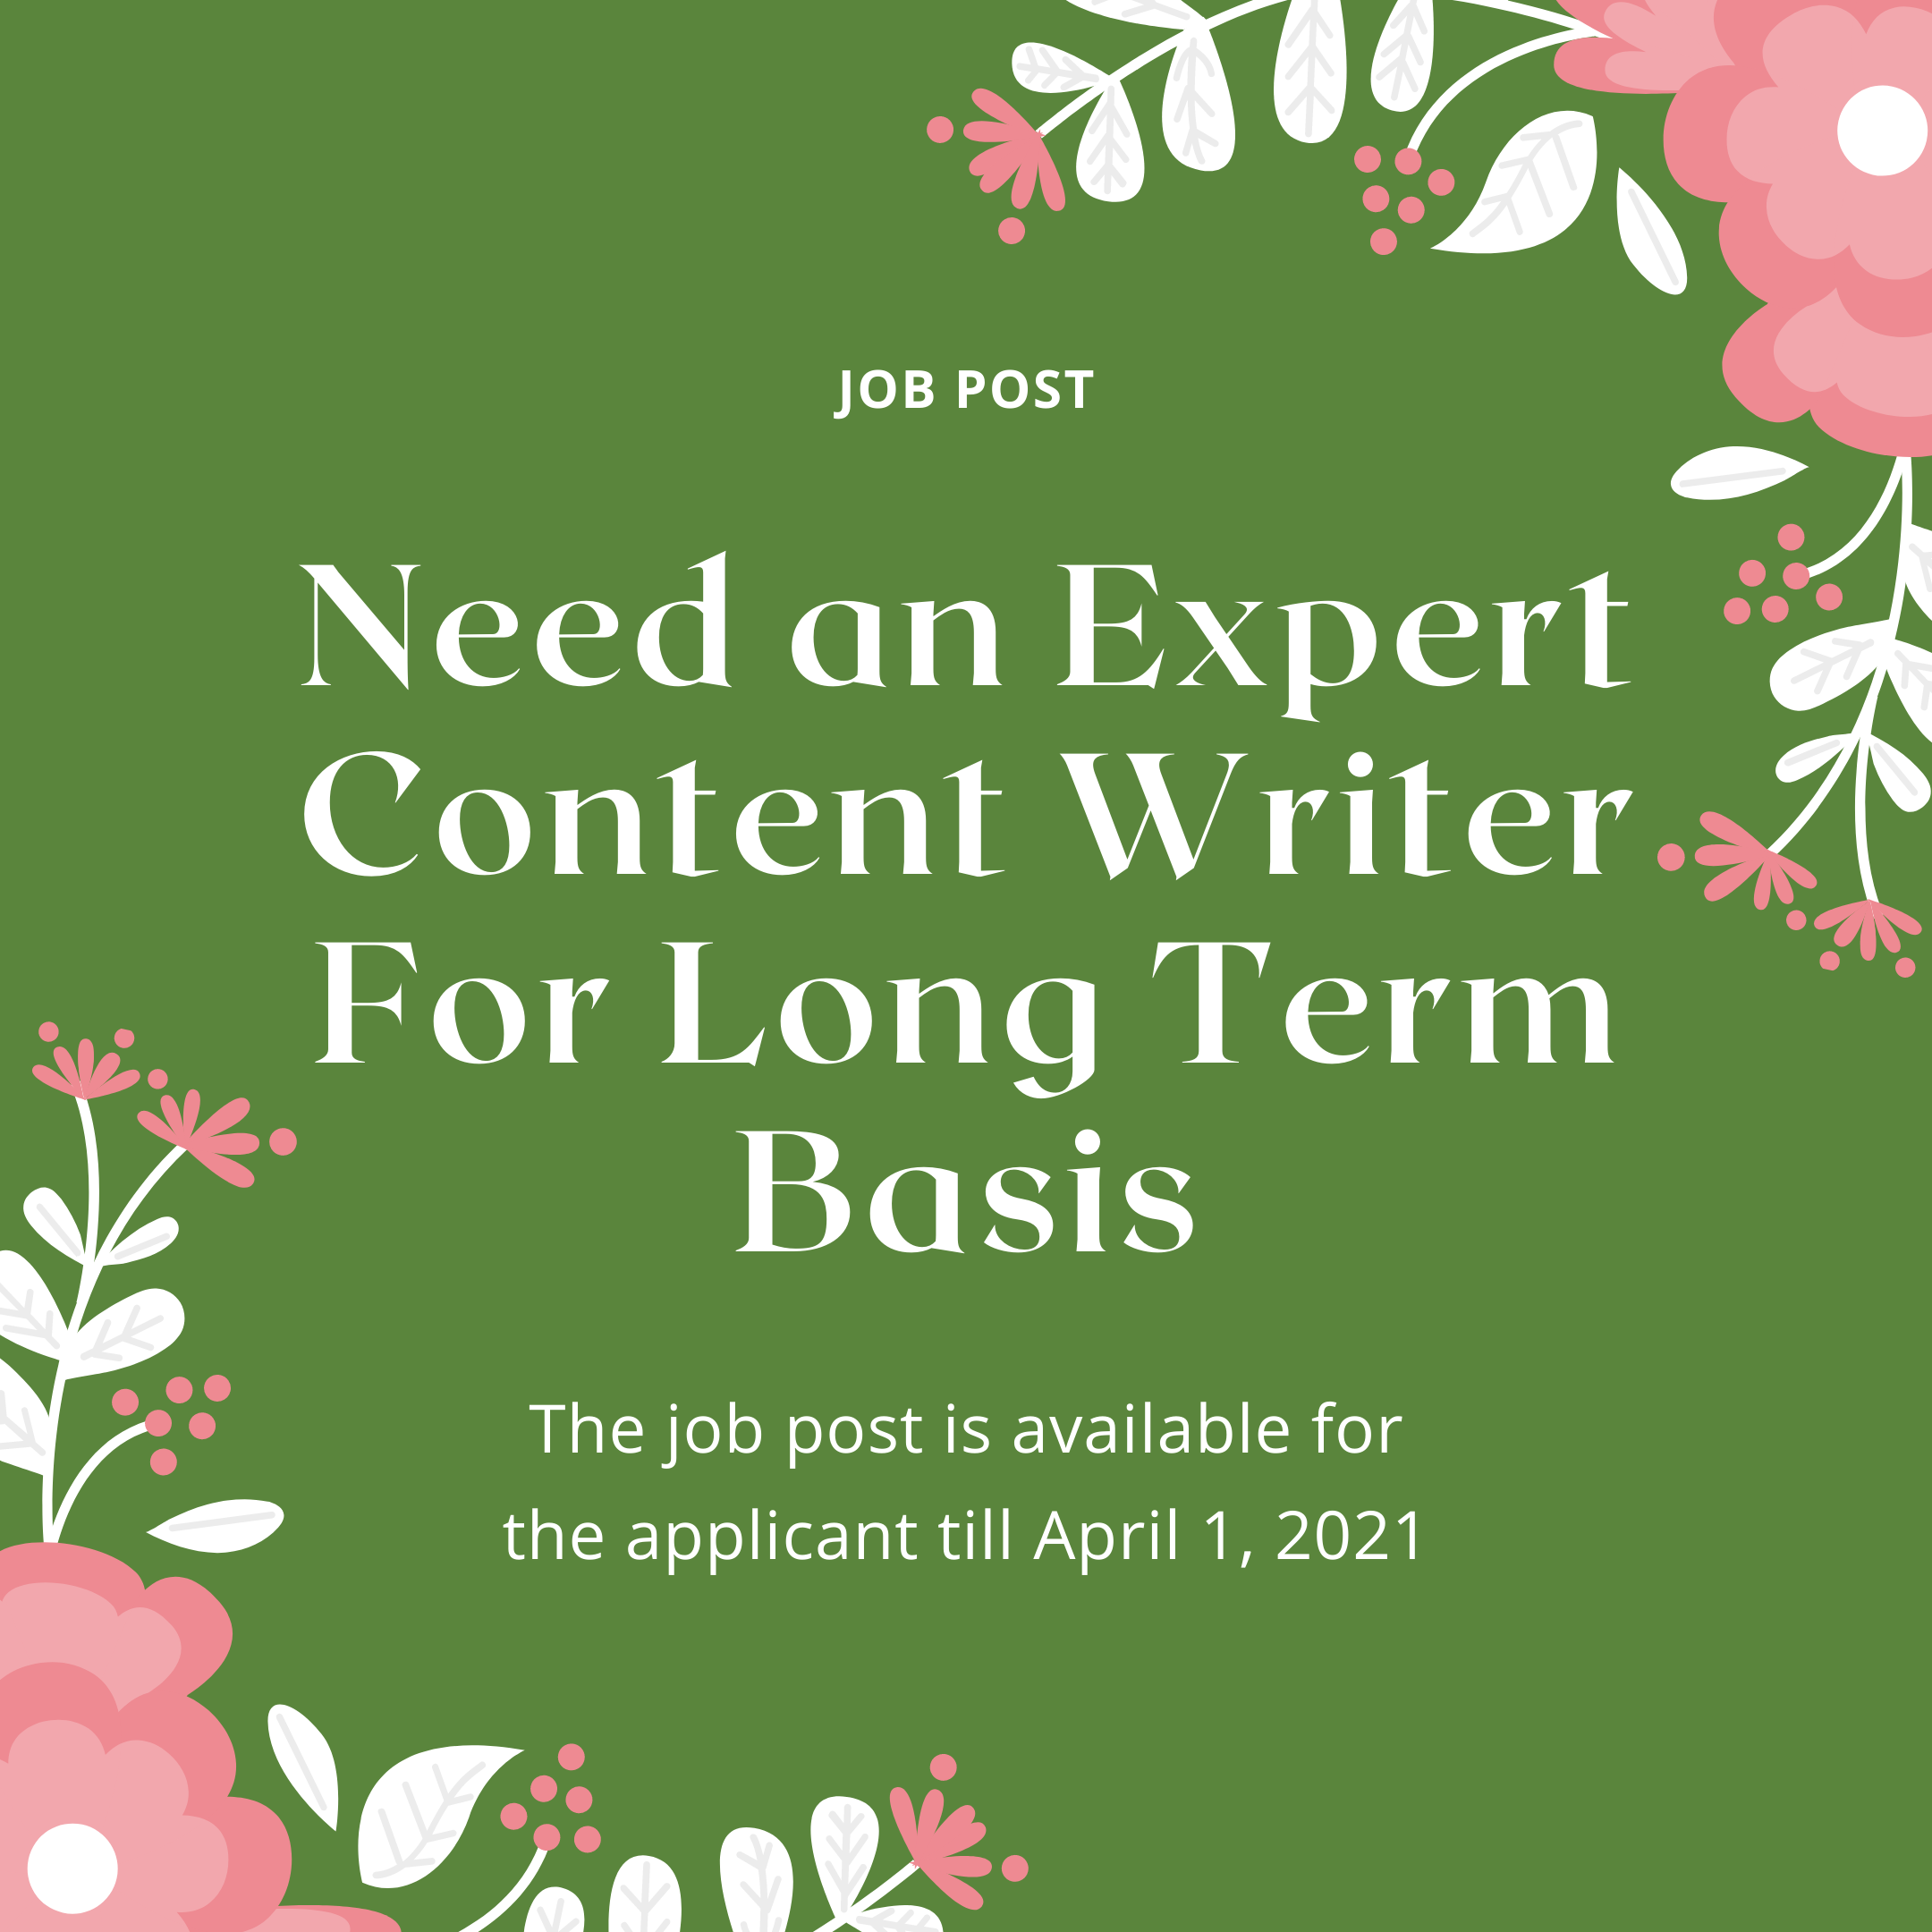 JOB POST
Need an Expert
Content Writer
For Long Term
Basis
The job post is available for
the applicant till April 1, 2021